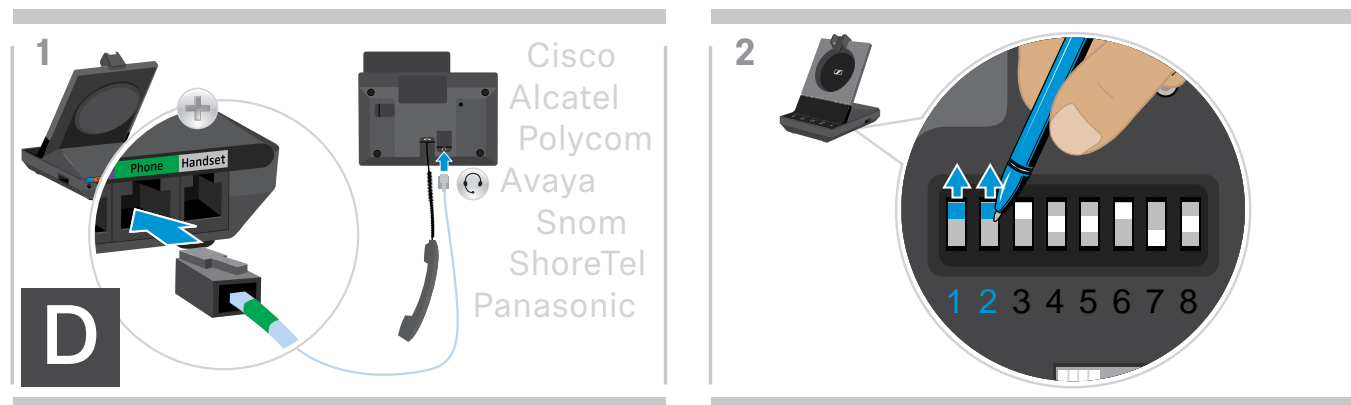 1
Cisco
Alcatel
Polycom
Avaya
Snom
ShoreTel
Panasonic
Phone
Handset
D
2
1 2 3 4 5 6 7 8